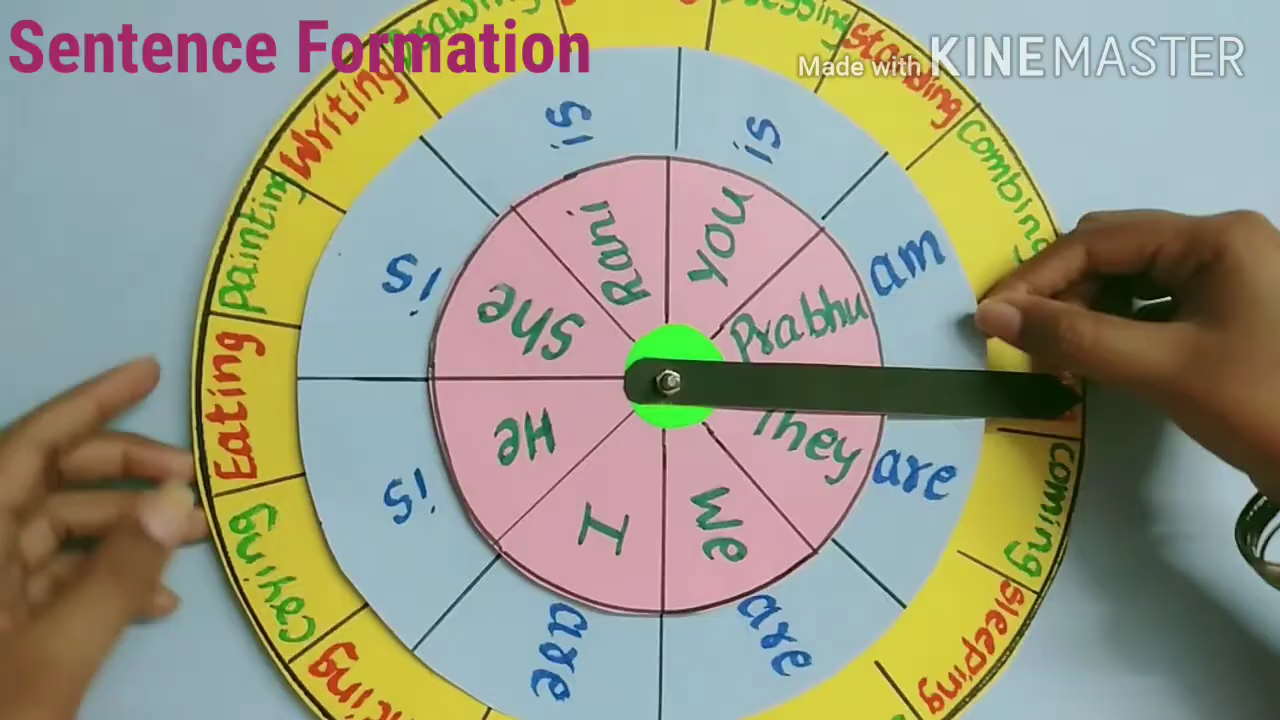 Sentence Formation
Made with KINEMASTER
Standing
Combing
Coming
Sleeping
Crying
Eating
Painting
Writing
Drawing
is
is
am
are
are
are
is
is
Rani
You
Prabhu
They
We
I
He
She